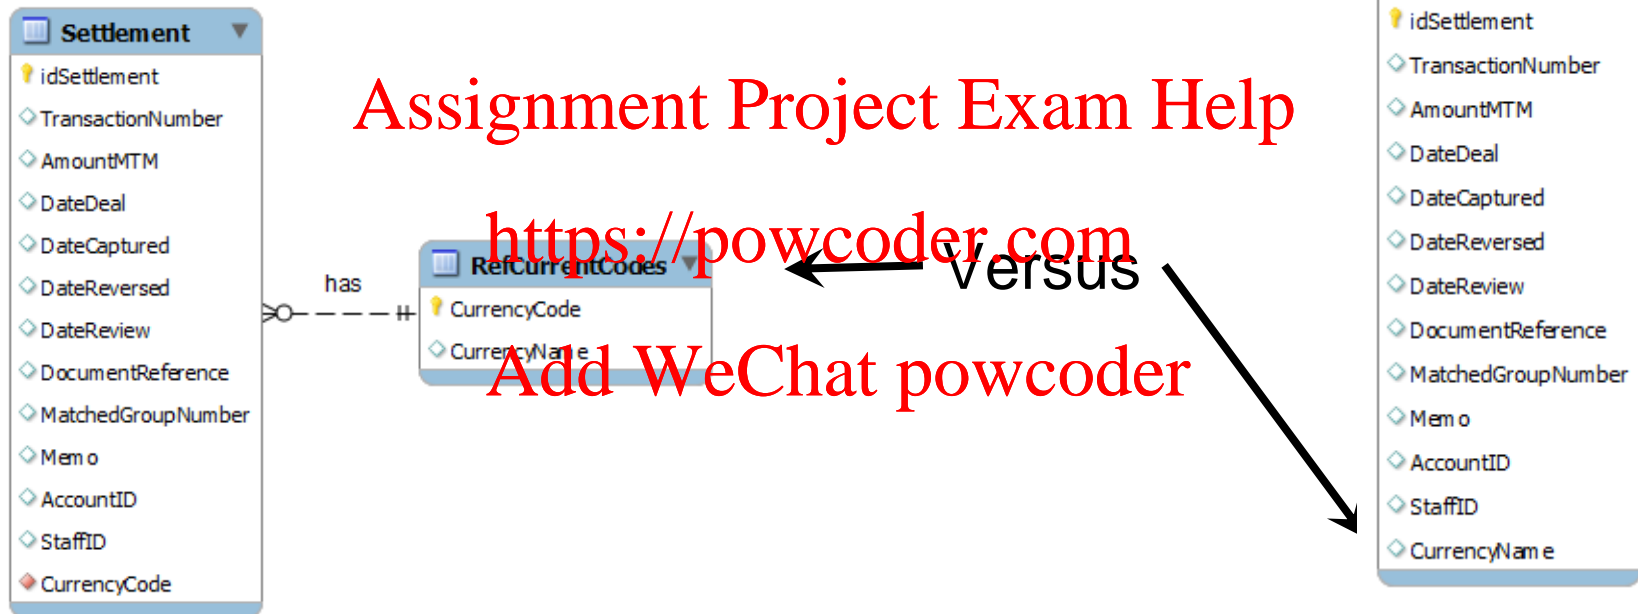 Settlement
idSettlement
TransactionNumber
AmountMTM
DateDeal
DateCaptured
DateReversed
DateReview
DocumentReference
MatchedGroupNumber
Memo
AccountID
StaffID
CurrencyCode
has
RefCurrentCodes
CurrencyCode
CurrencyName
Assignment Project Exam Help
https://powcoder.com
Add WeChat powcoder
Versus
idSettlement
TransactionNumber
AmountMTM
DateDeal
DateCaptured
DateReversed
DateReview
DocumentReference
MatchedGroupNumber
Memo
AccountID
StaffID
CurrencyName